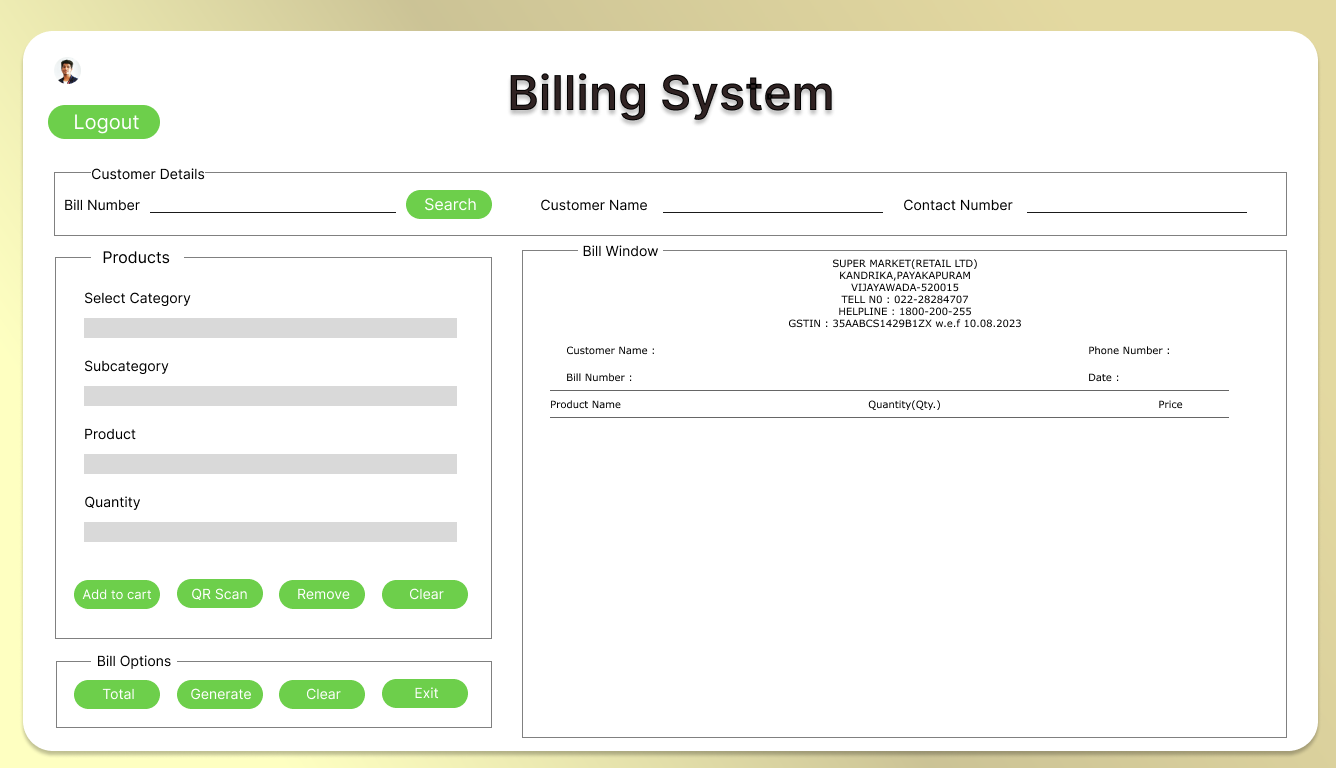 Billing System
Logout
Customer Details
Bill Number
Search
Customer Name
Contact Number
Products
Select Category
Subcategory
Product
Quantity
Add to cart
QR Scan
Remove
Clear
Bill Options
Total
Generate
Clear
Exit
Bill Window
SUPER MARKET(RETAIL LTD)
KANDRIKA,PAYAKAPURAM
VIJAYAWADA-520015
TELL N0 : 022-28284707
HELPLINE : 1800-200-255
GSTIN : 35AABCS1429B1ZX w.e.f 10.08.2023
Customer Name :
Phone Number :
Bill Number :
Date :
Product Name
Quantity(Qty.)
Price